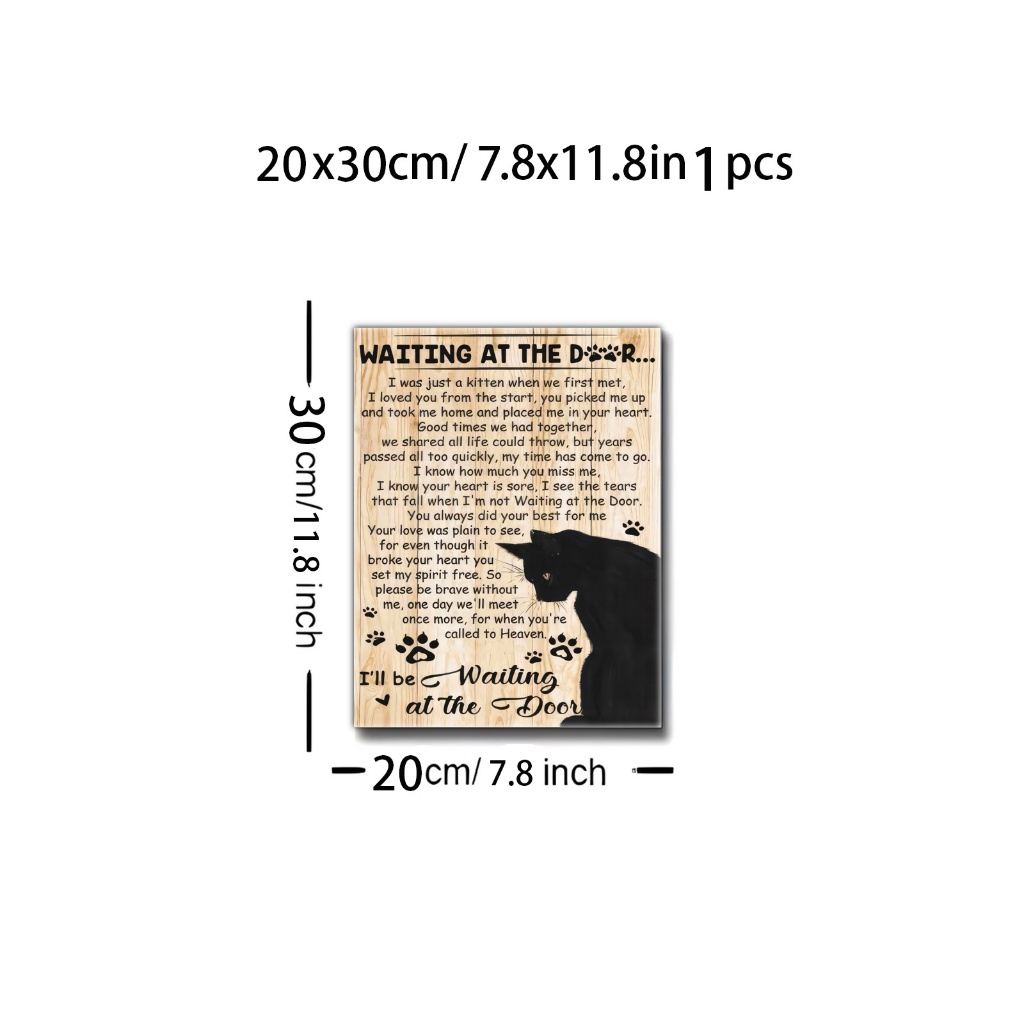 20x30cm/ 7.8x11.8in 1 pcs
WAITING AT THE DOOR...
I was just a kitten when we first met,
I loved you from the start, you picked me up
and took me home and placed me in your heart.
Good times we had together,
we shared all life could throw, but years
passed all too quickly, my time has come to go.
I know how much you miss me,
I know your heart is sore, I see the tears
that fall when I'm not Waiting at the Door.
You always did your best for me
Your love was plain to see,
for even though it
broke your heart you
set my spirit free. So
please be brave without
me, one day we'll meet
once more, for when you're
called to Heaven.
I'll be Waiting
at the Door
30cm/11.8 inch
20cm/ 7.8 inch